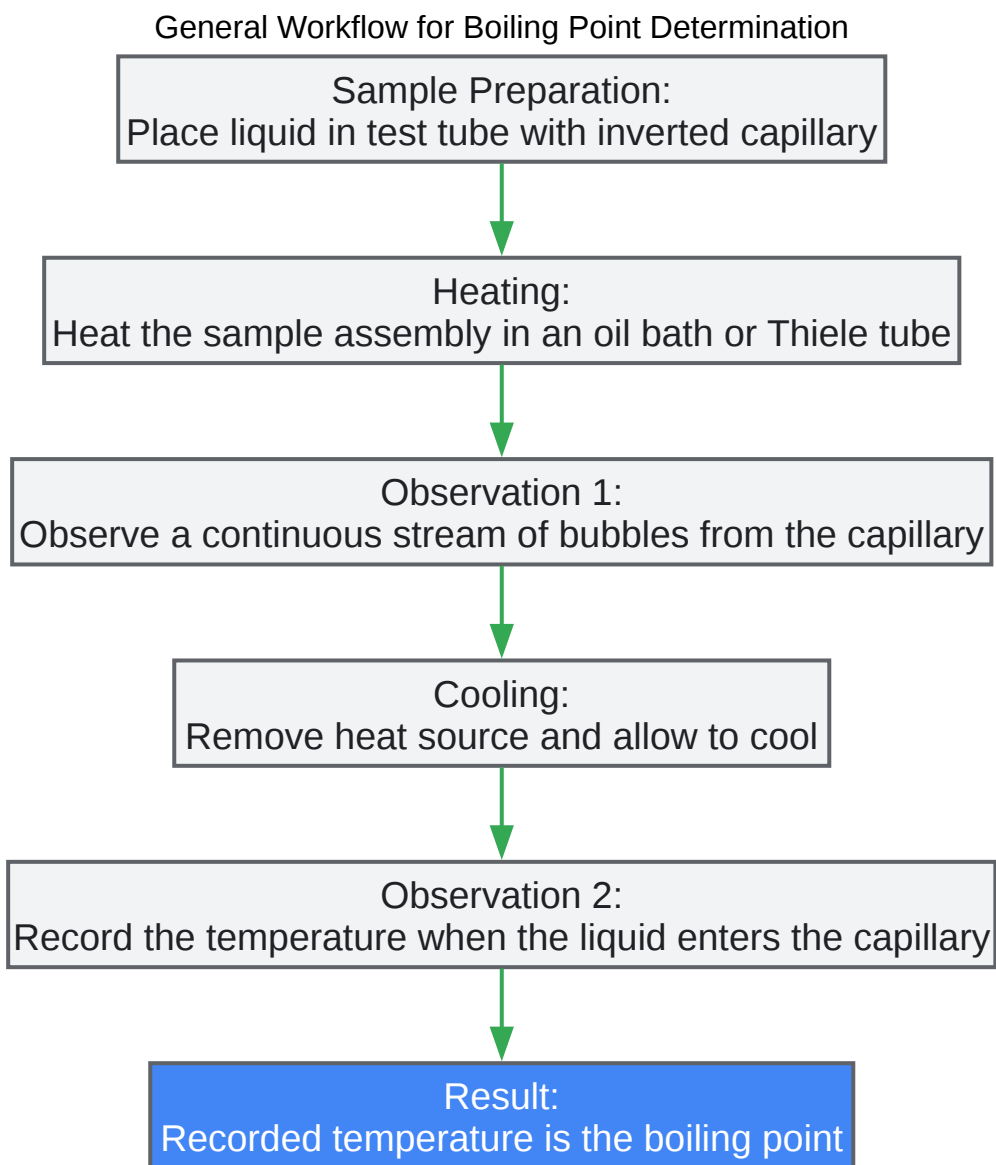 General Workflow for Boiling Point Determination
Sample Preparation:
Place liquid in test tube with inverted capillary
Heating:
Heat the sample assembly in an oil bath or Thiele tube
Observation 1:
Observe a continuous stream of bubbles from the capillary
Cooling:
Remove heat source and allow to cool
Observation 2:
Record the temperature when the liquid enters the capillary
Result:
Recorded temperature is the boiling point